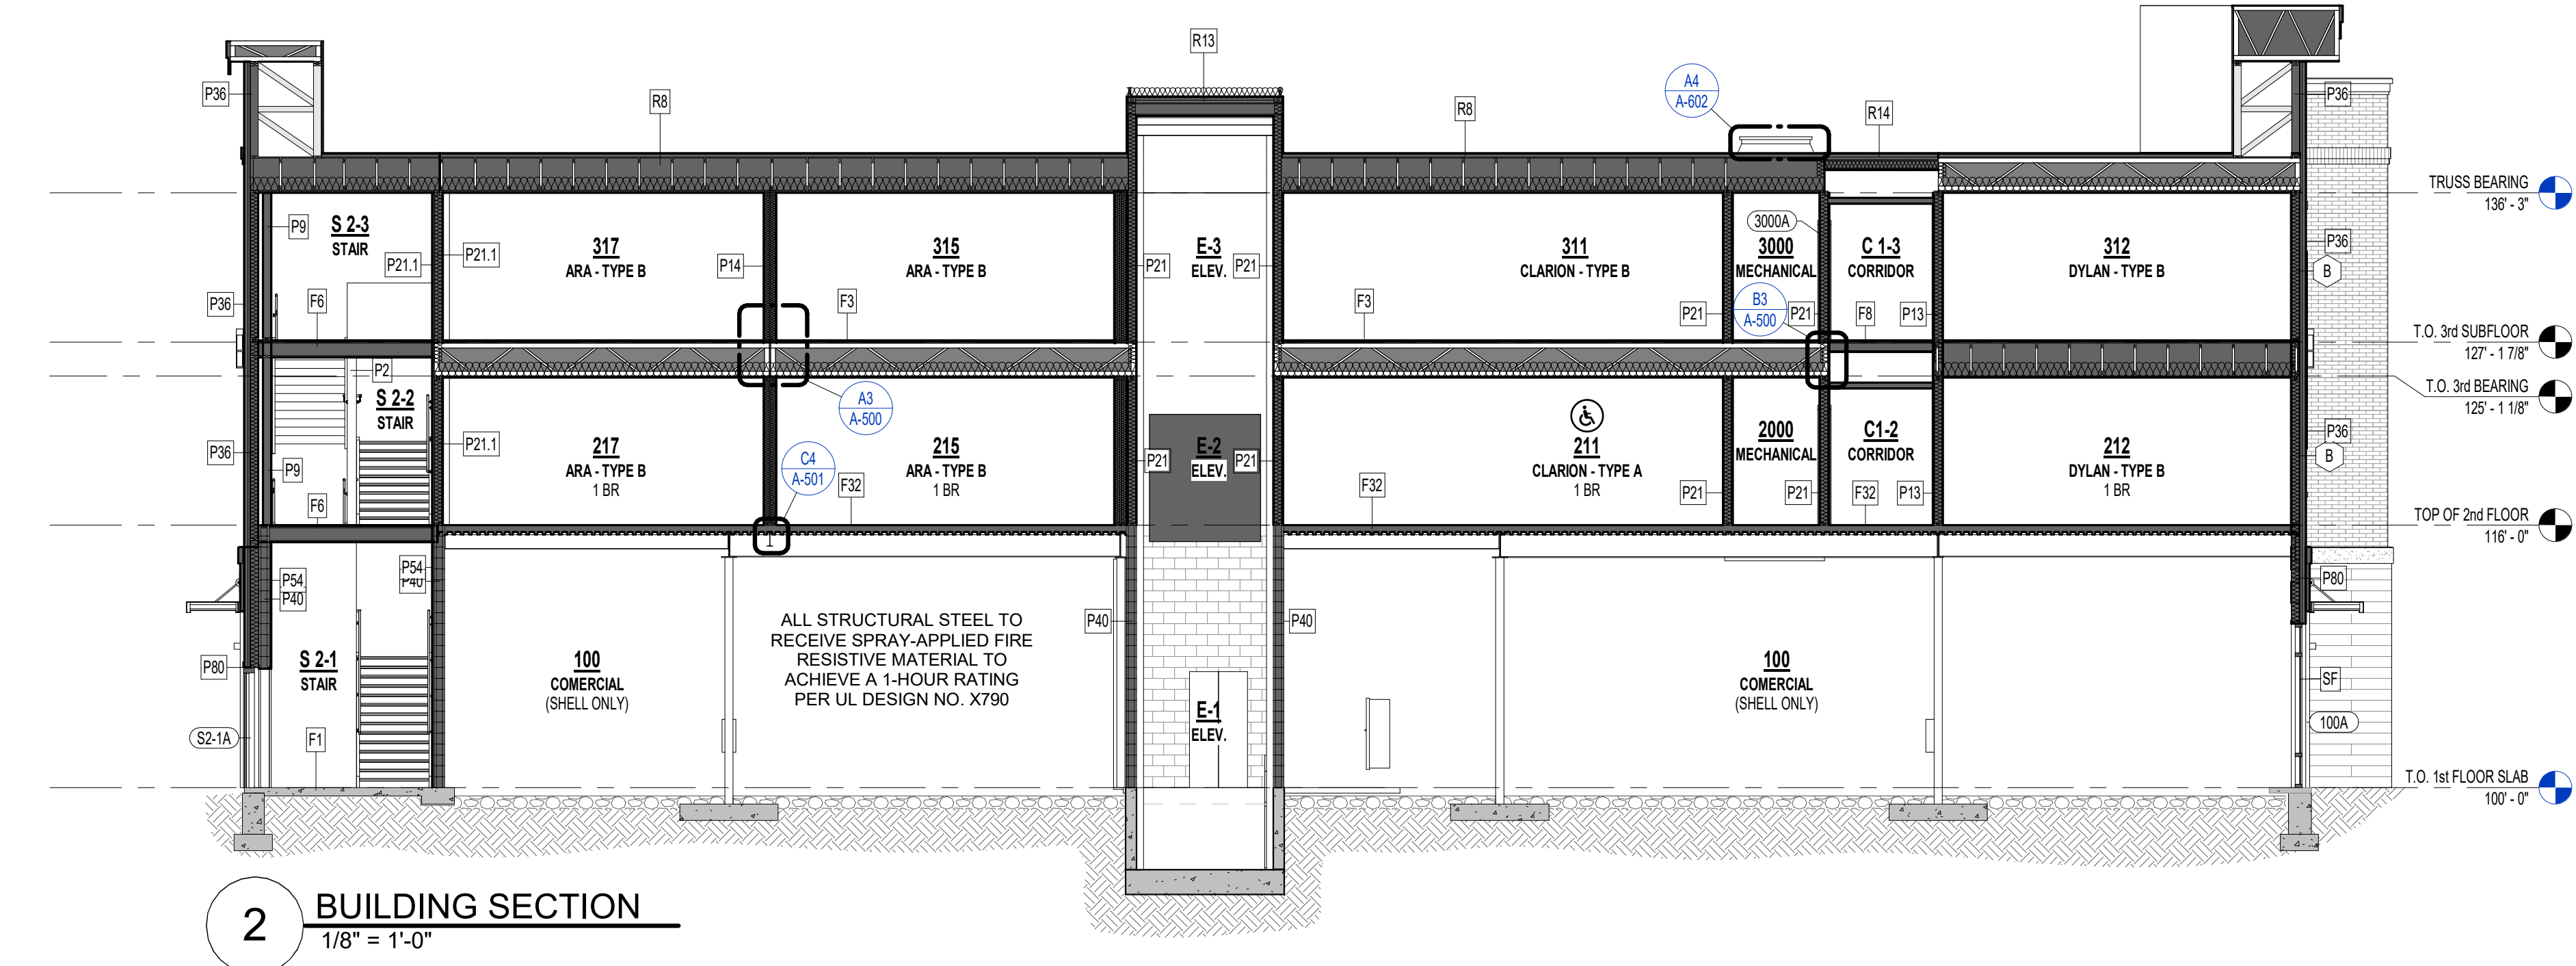 R13
A4
A-602
P36
R8
R8
R14
P36
TRUSS BEARING
136' - 3"
P9
S 2-3
STAIR
P21.1
P21.1
317
ARA - TYPE B
P14
315
ARA - TYPE B
P21
E-3
ELEV.
P21
311
CLARION - TYPE B
3000A
3000
MECHANICAL
C 1-3
CORRIDOR
312
DYLAN - TYPE B
P36
B
P36
F6
F3
F3
B3
A-500
P21
P21
F8
P13
T.O. 3rd SUBFLOOR
127' - 1 7/8"
P2
S 2-2
STAIR
A3
A-500
T.O. 3rd BEARING
125' - 1 1/8"
P36
P9
P21.1
217
ARA - TYPE B
1 BR
C4
A-501
215
ARA - TYPE B
1 BR
P21
E-2
ELEV.
P21
211
CLARION - TYPE A
1 BR
2000
MECHANICAL
C1-2
CORRIDOR
212
DYLAN - TYPE B
1 BR
P36
B
F6
F32
F32
P21
P21
F32
P13
TOP OF 2nd FLOOR
116' - 0"
P54
P40
P54
P40
P80
P80
S 2-1
STAIR
100
COMERCIAL
(SHELL ONLY)
ALL STRUCTURAL STEEL TO
RECEIVE SPRAY-APPLIED FIRE
RESISTIVE MATERIAL TO
ACHIEVE A 1-HOUR RATING
PER UL DESIGN NO. X790
P40
E-1
ELEV.
P40
100
COMERCIAL
(SHELL ONLY)
SF
S2-1A
F1
100A
T.O. 1st FLOOR SLAB
100' - 0"
2
BUILDING SECTION
1/8" = 1'-0"